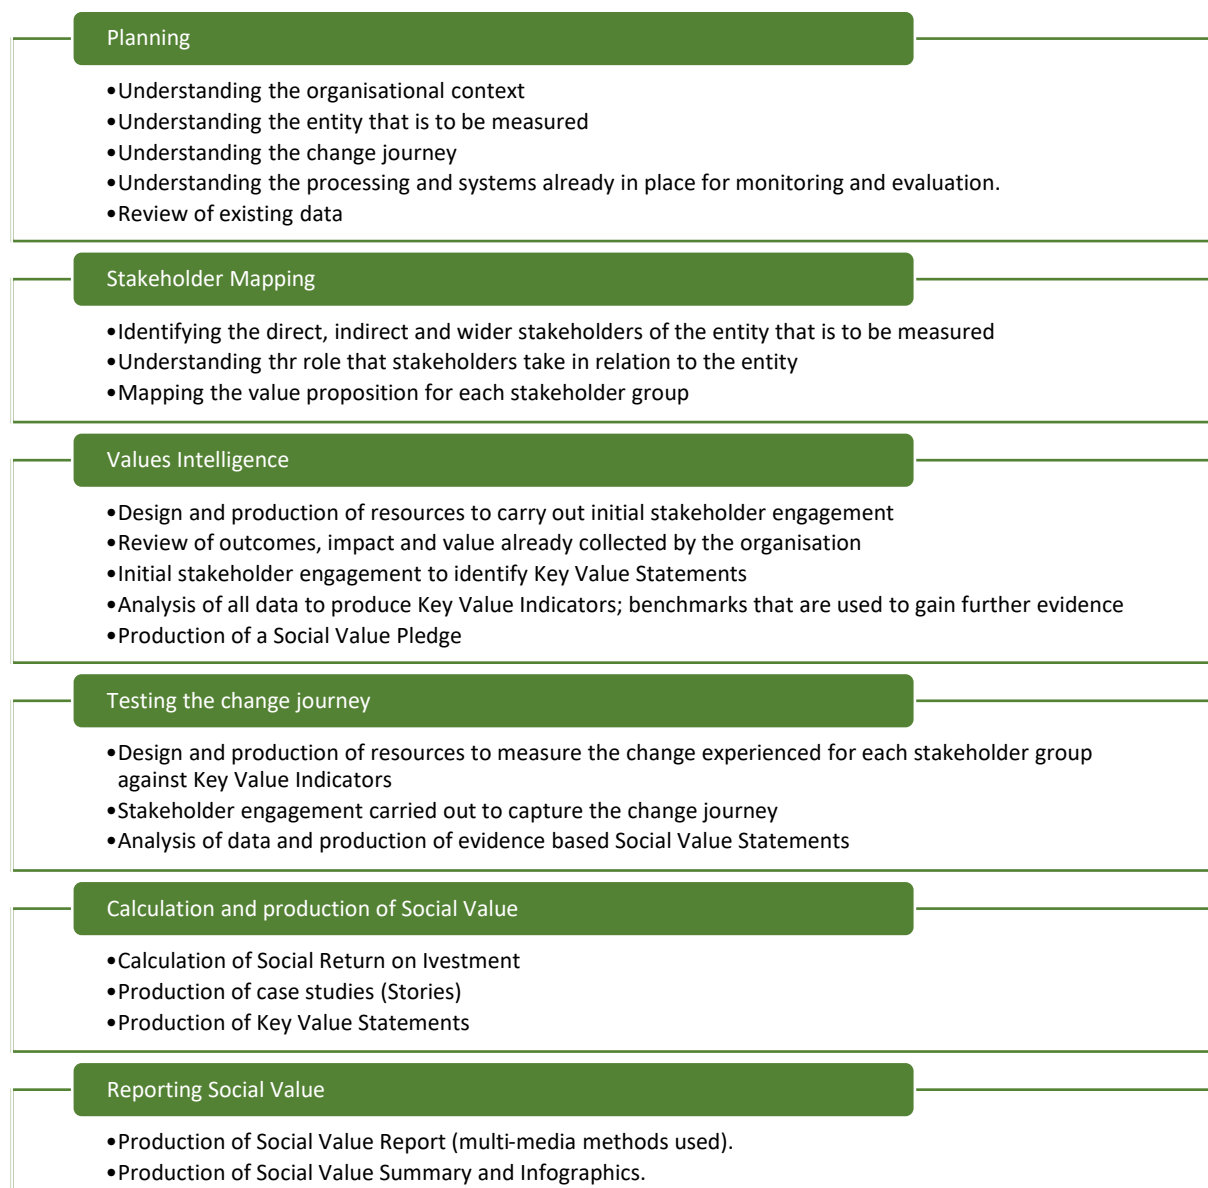 Planning
•Understanding the organisational context
•Understanding the entity that is to be measured
•Understanding the change journey
•Understanding the processing and systems already in place for monitoring and evaluation.
•Review of existing data
Stakeholder Mapping
•Identifying the direct, indirect and wider stakeholders of the entity that is to be measured
•Understanding thr role that stakeholders take in relation to the entity
•Mapping the value proposition for each stakeholder group
Values Intelligence
•Design and production of resources to carry out initial stakeholder engagement
•Review of outcomes, impact and value already collected by the organisation
•Initial stakeholder engagement to identify Key Value Statements
•Analysis of all data to produce Key Value Indicators; benchmarks that are used to gain further evidence
•Production of a Social Value Pledge
Testing the change journey
•Design and production of resources to measure the change experienced for each stakeholder group
against Key Value Indicators
•Stakeholder engagement carried out to capture the change journey
•Analysis of data and production of evidence based Social Value Statements
Calculation and production of Social Value
•Calculation of Social Return on Ivestment
•Production of case studies (Stories)
•Production of Key Value Statements
Reporting Social Value
•Production of Social Value Report (multi-media methods used).
•Production of Social Value Summary and Infographics.